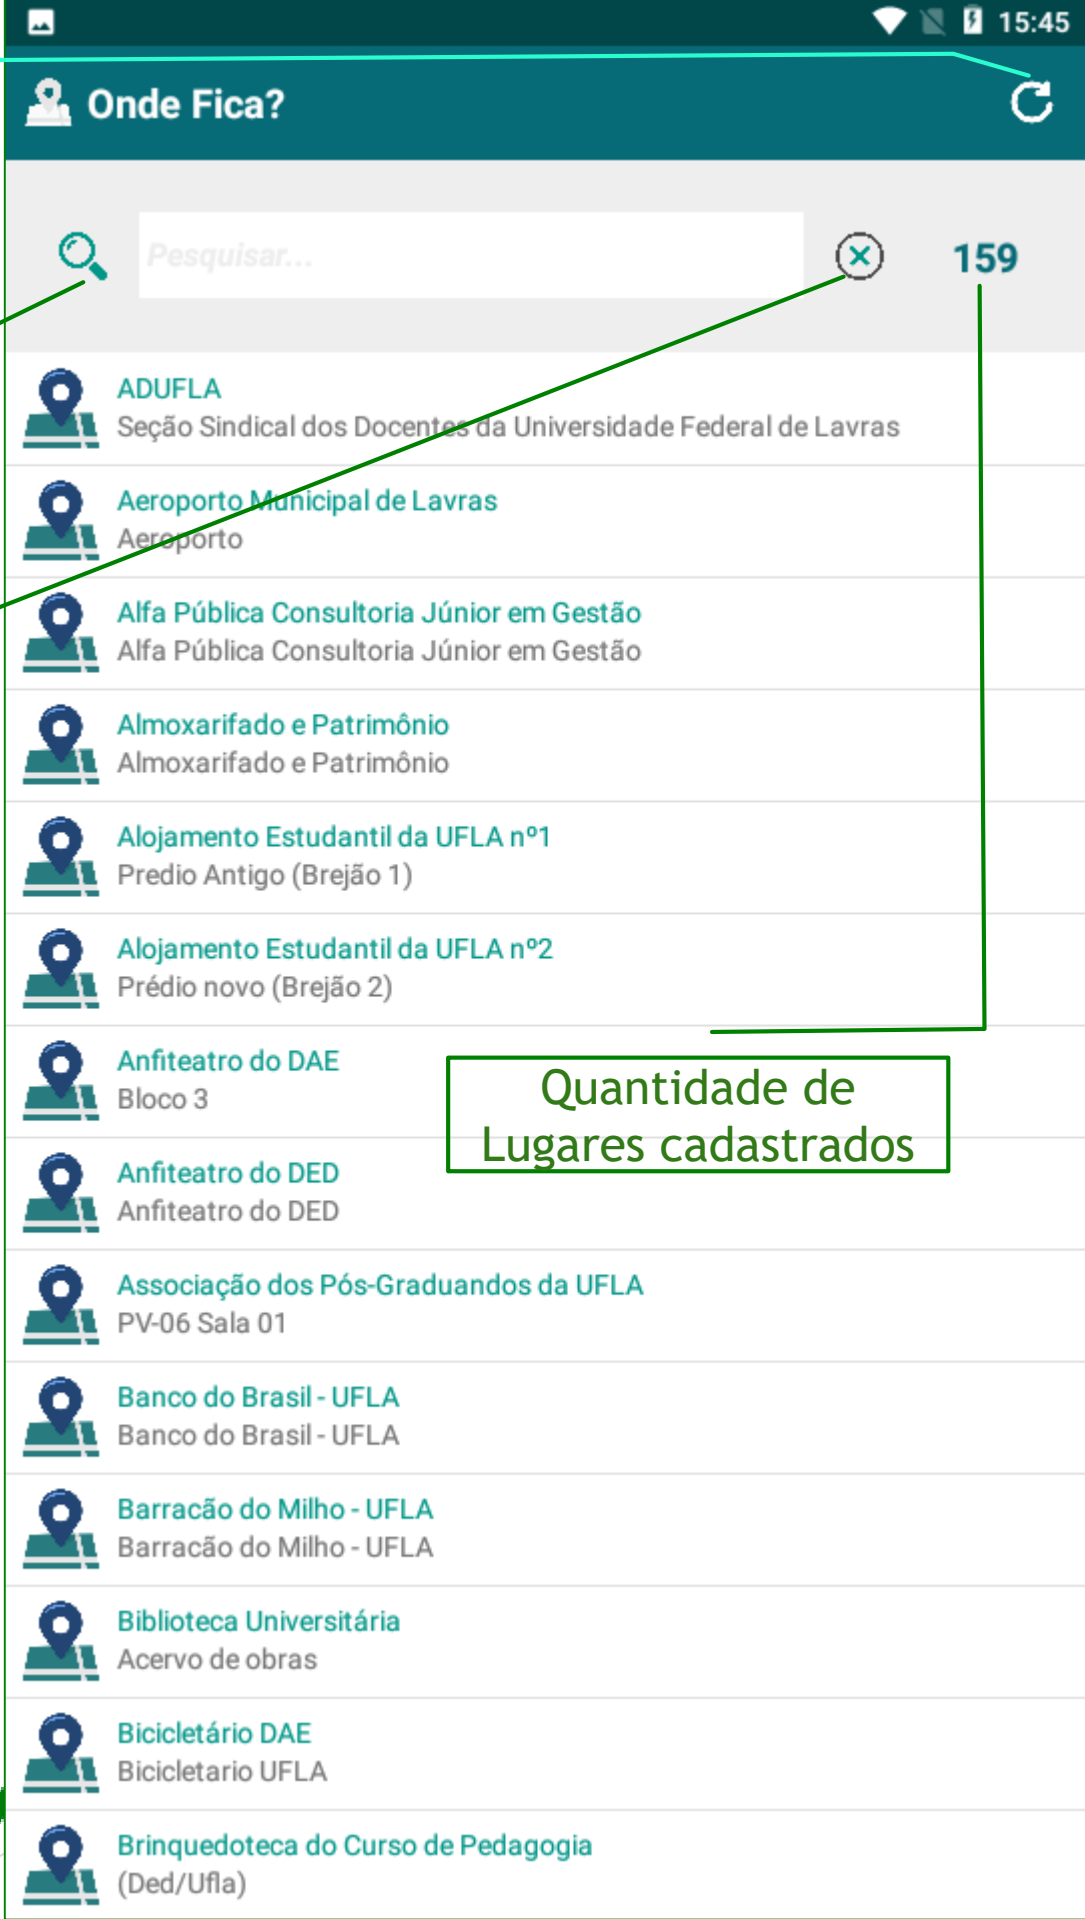 15:45
Onde Fica?
Pesquisar...
159
ADUFLA
Seção Sindical dos Docentes da Universidade Federal de Lavras
Aeroporto Municipal de Lavras
Aeroporto
Alfa Pública Consultoria Júnior em Gestão
Alfa Pública Consultoria Júnior em Gestão
Almoxarifado e Patrimônio
Almoxarifado e Patrimônio
Alojamento Estudantil da UFLA nº1
Predio Antigo (Brejão 1)
Alojamento Estudantil da UFLA nº2
Prédio novo (Brejão 2)
Anfiteatro do DAE
Bloco 3
Quantidade de
Lugares cadastrados
Anfiteatro do DED
Anfiteatro do DED
Associação dos Pós-Graduandos da UFLA
PV-06 Sala 01
Banco do Brasil - UFLA
Banco do Brasil - UFLA
Barracão do Milho - UFLA
Barracão do Milho - UFLA
Biblioteca Universitária
Acervo de obras
Bicicletário DAE
Bicicletario UFLA
Brinquedoteca do Curso de Pedagogia
(Ded/Ufla)